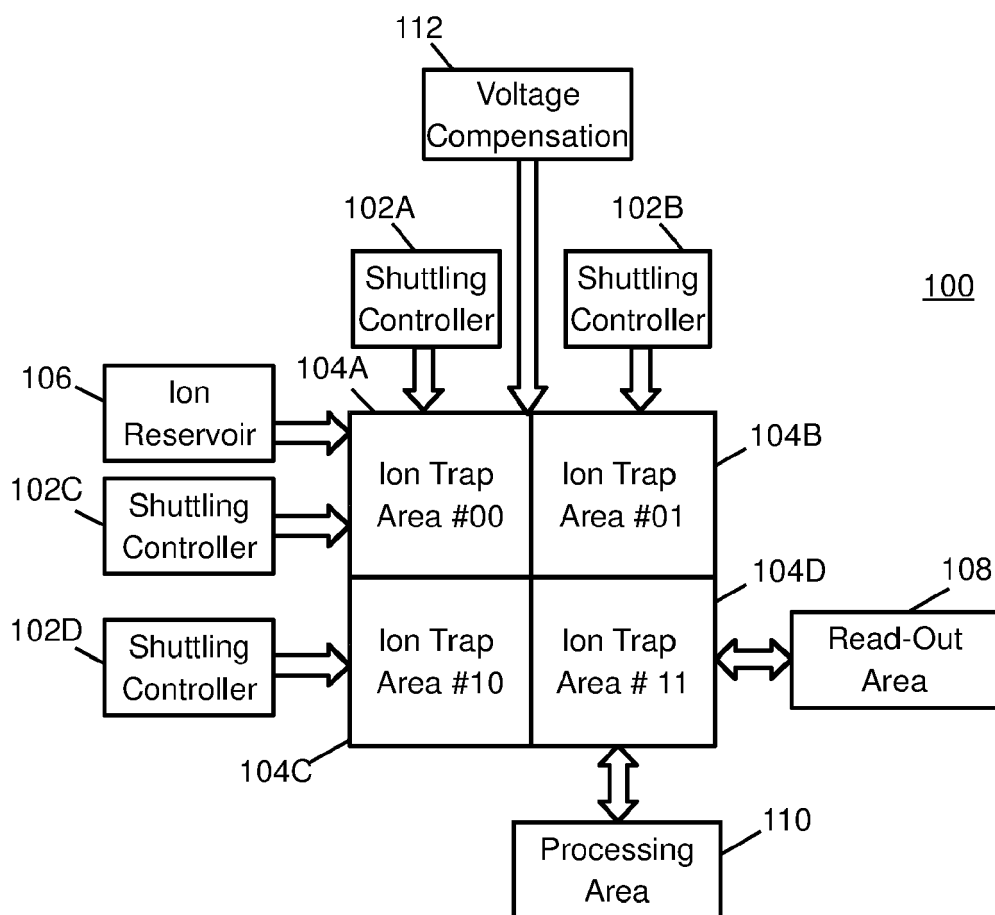 112
Voltage
Compensation
102A
102B
Shuttling
Controller
Shuttling
Controller
100
106
Ion
Reservoir
104A
104B
Ion Trap
Area #00
Ion Trap
Area #01
102C
Shuttling
Controller
104D
108
102D
Shuttling
Controller
Ion Trap
Area #10
Ion Trap
Area # 11
Read-Out
Area
104C
110
Processing
Area